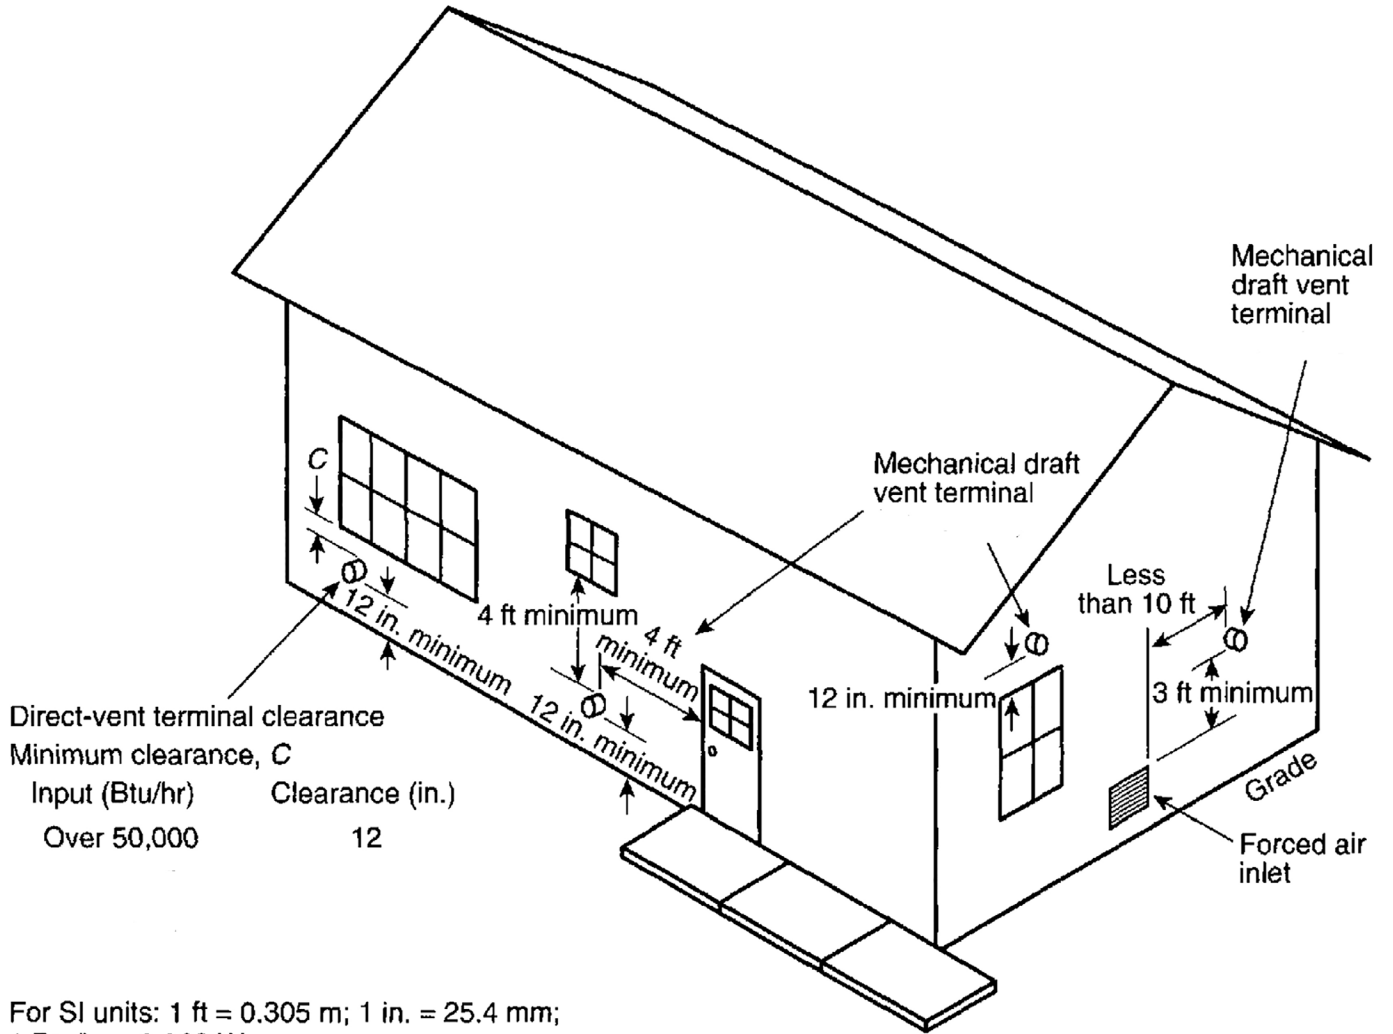 Mechanical
draft vent
terminal
Mechanical draft
vent terminal
C
Less
than 10 ft
4 ft minimum
4 ft
minimum
12 in. minimum
12 in. minimum
12 in. minimum
3 ft minimum
Direct-vent terminal clearance
Minimum clearance, C
Input (Btu/hr) Clearance (in.)
Over 50,000 12
Grade
Forced air
inlet
For SI units: 1 ft = 0.305 m; 1 in. = 25.4 mm;